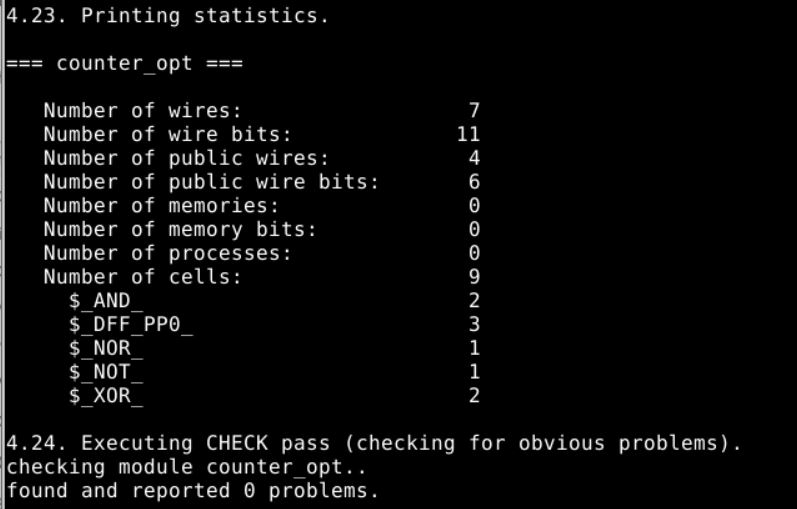 4.23. Printing statistics.
=== counter_opt ===
Number of wires: 7
Number of wire bits: 11
Number of public wires: 4
Number of public wire bits: 6
Number of memories: 0
Number of memory bits: 0
Number of processes: 0
Number of cells: 9
$_AND_ 2
$_DFF_PP0_ 3
$_NOR_ 1
$_NOT_ 1
$_XOR_ 2
4.24. Executing CHECK pass (checking for obvious problems).
checking module counter_opt..
found and reported 0 problems.